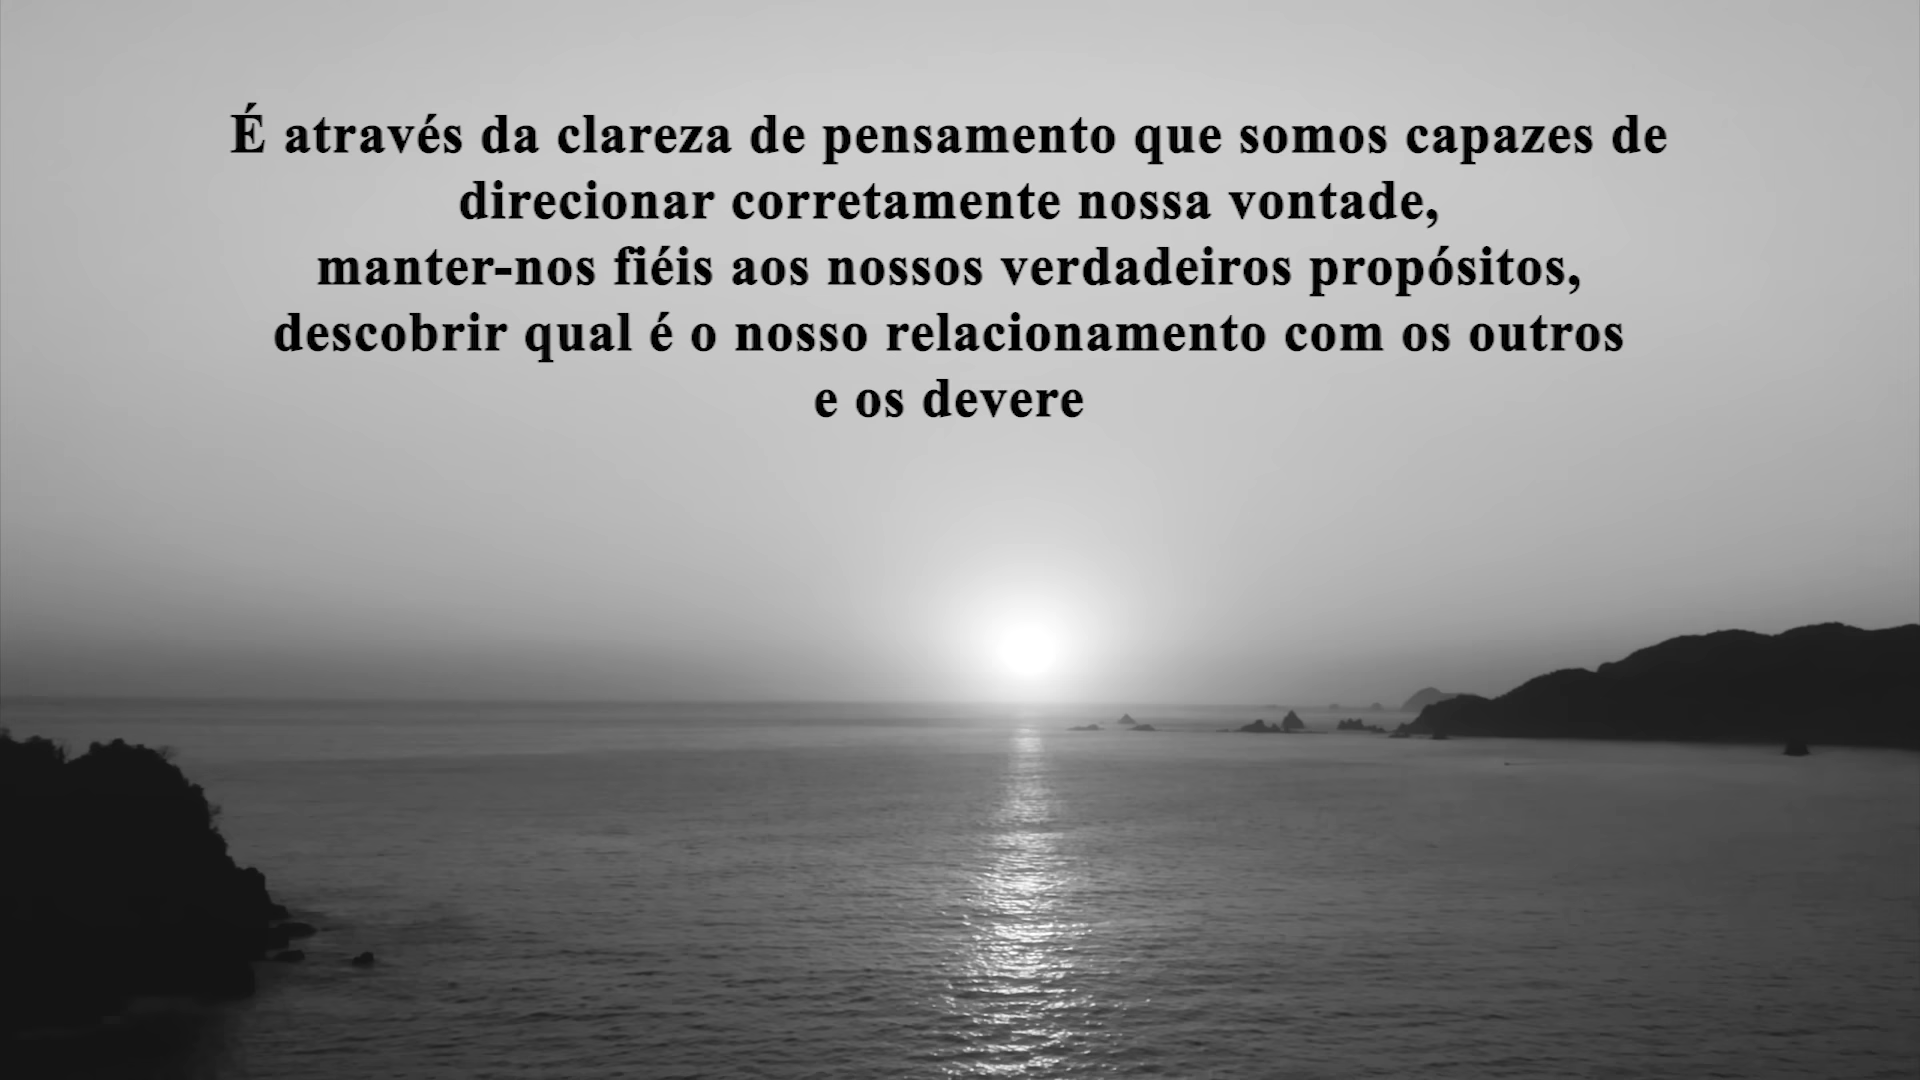 É através da clareza de pensamento que somos capazes de
direcionar corretamente nossa vontade,
manter-nos fiéis aos nossos verdadeiros propósitos,
descobrir qual é o nosso relacionamento com os outros
e os devere